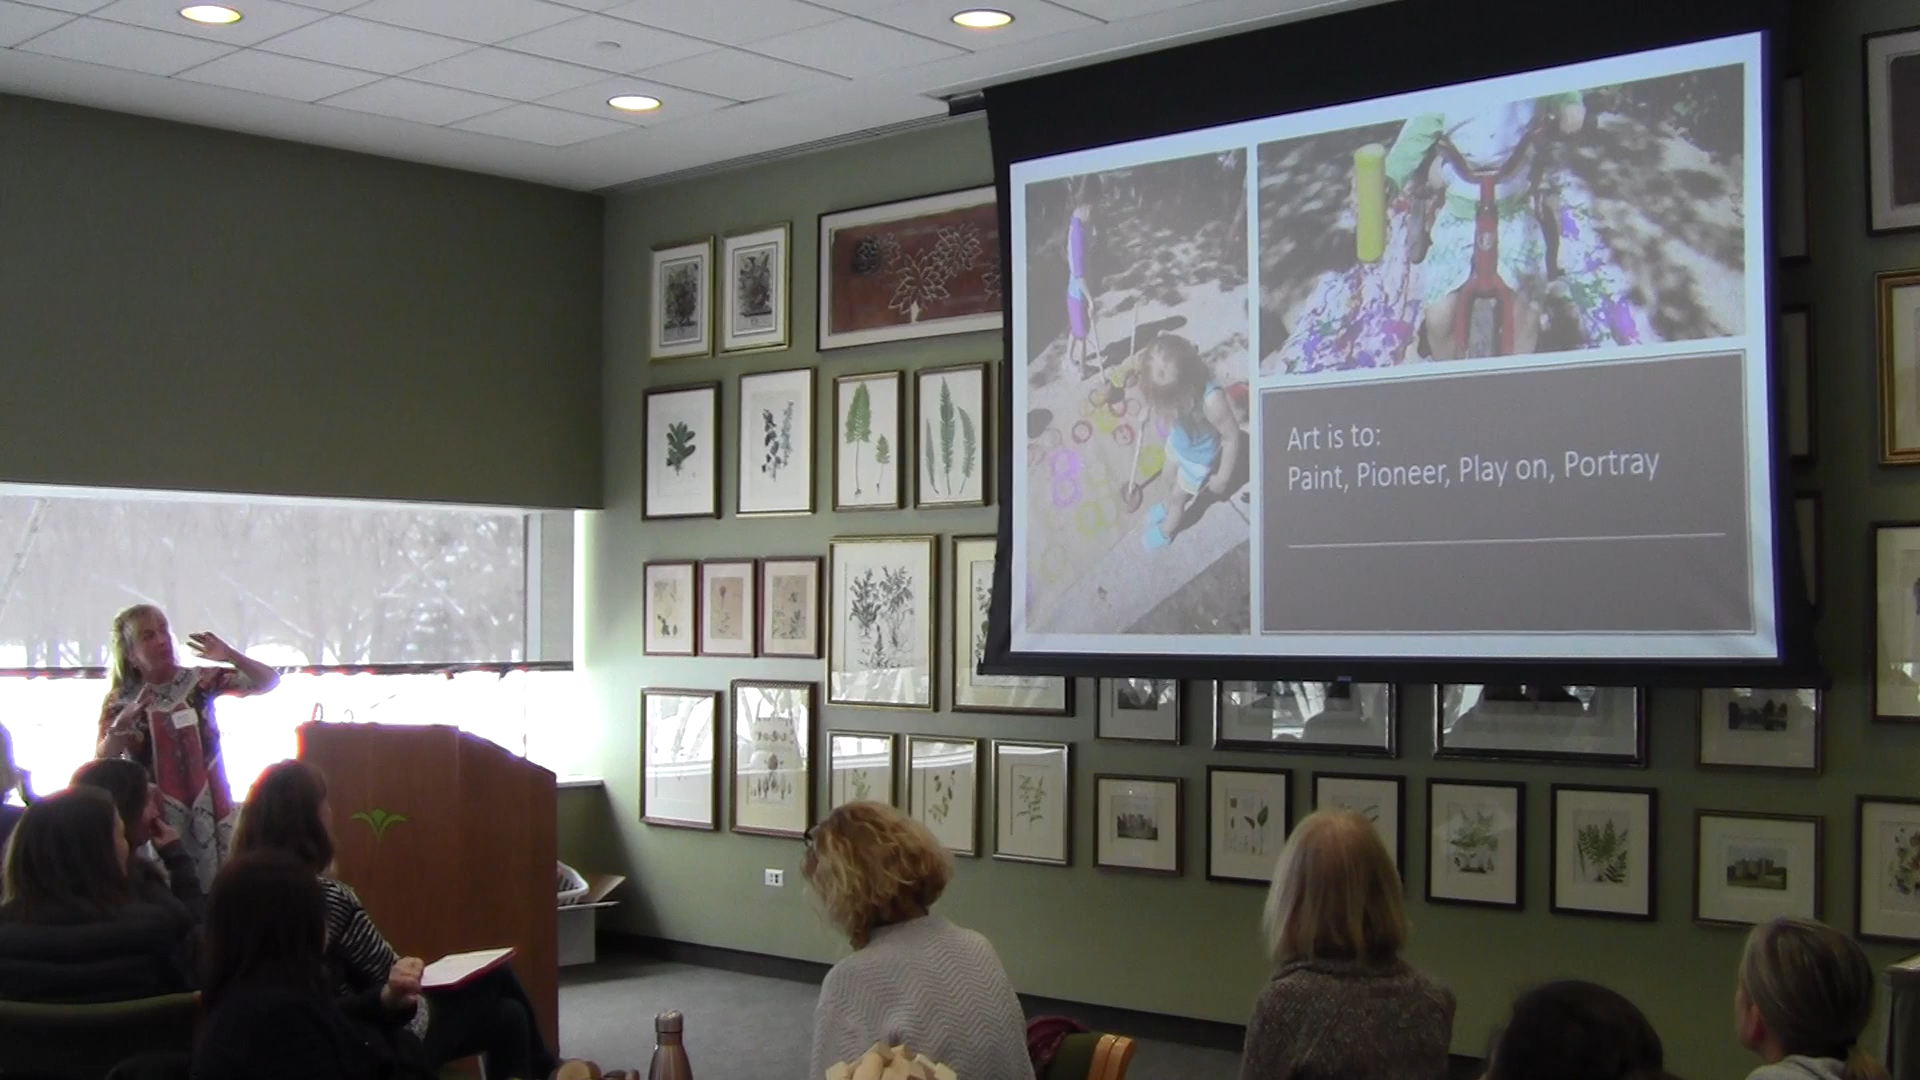 Art is to:
Paint, Pioneer, Play on, Portray